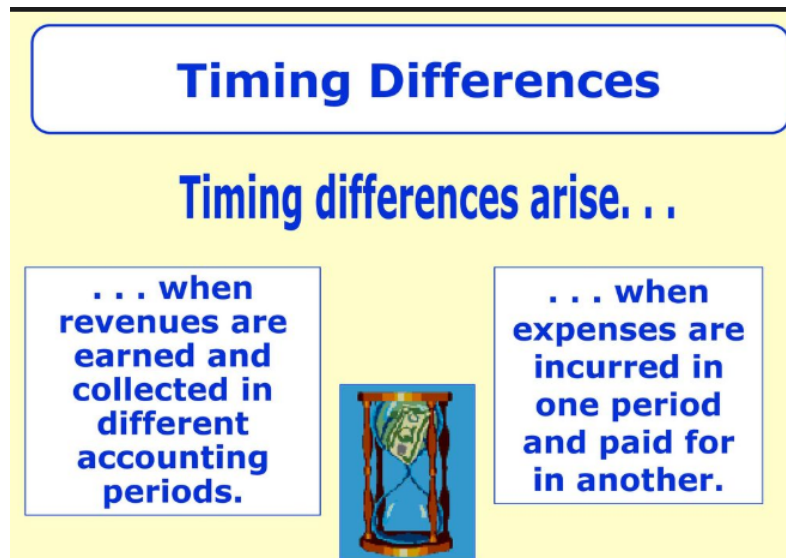 Timing Differences
Timing differences arise. . .
. . . when
revenues are
earned and
collected in
different
accounting
periods.
. . . when
expenses are
incurred in
one period
and paid for
in another.